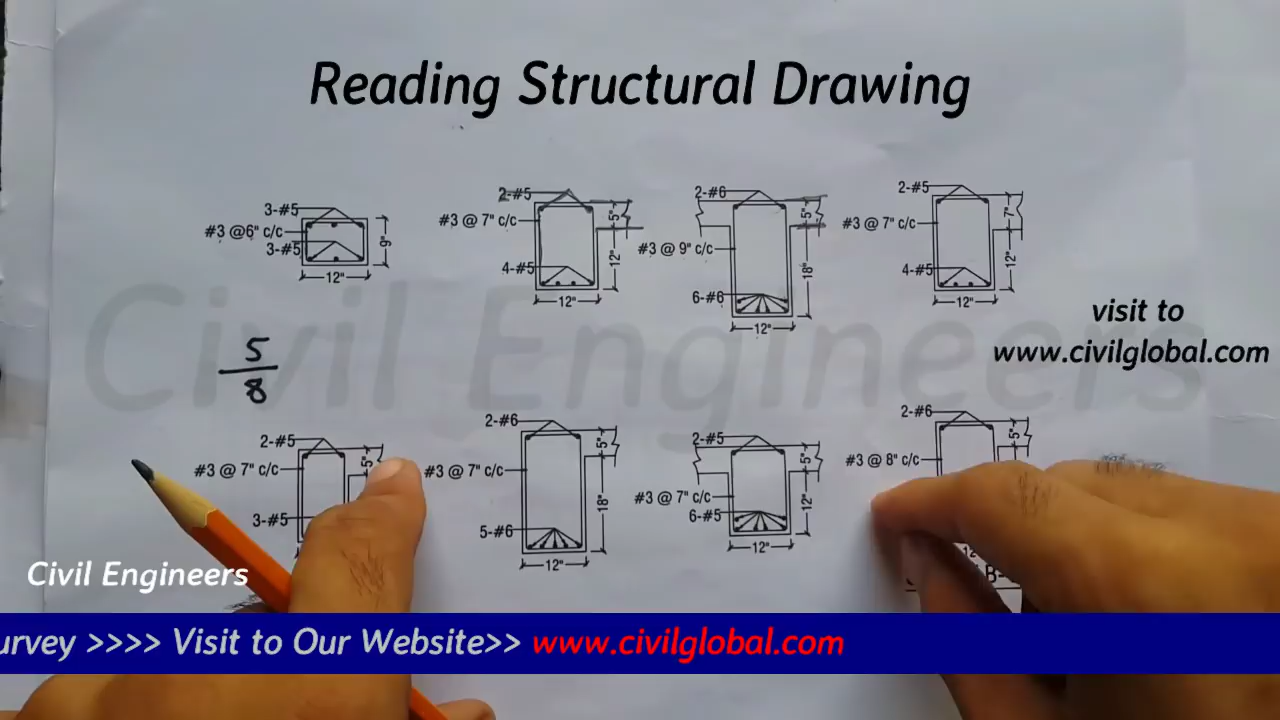 Reading Structural Drawing
3-#5
#3 @6" c/c
3-#5
9"
12"
2-#5
#3 @ 7" c/c
4-#5
5"
12"
12"
2-#6
#3 @ 9" c/c
6-#6
5"
18"
12"
2-#5
#3 @ 7" c/c
4-#5
7"
12"
12"
Civil Engineers
visit to
www.civilglobal.com
5
8
2-#5
#3 @ 7" c/c
3-#5
5"
2-#6
#3 @ 7" c/c
5-#6
5"
18"
12"
2-#5
#3 @ 7" c/c
6-#5
5"
12"
12"
2-#6
#3 @ 8" c/c
5"
Civil Engineers
urvey >>>> Visit to Our Website>> www.civilglobal.com